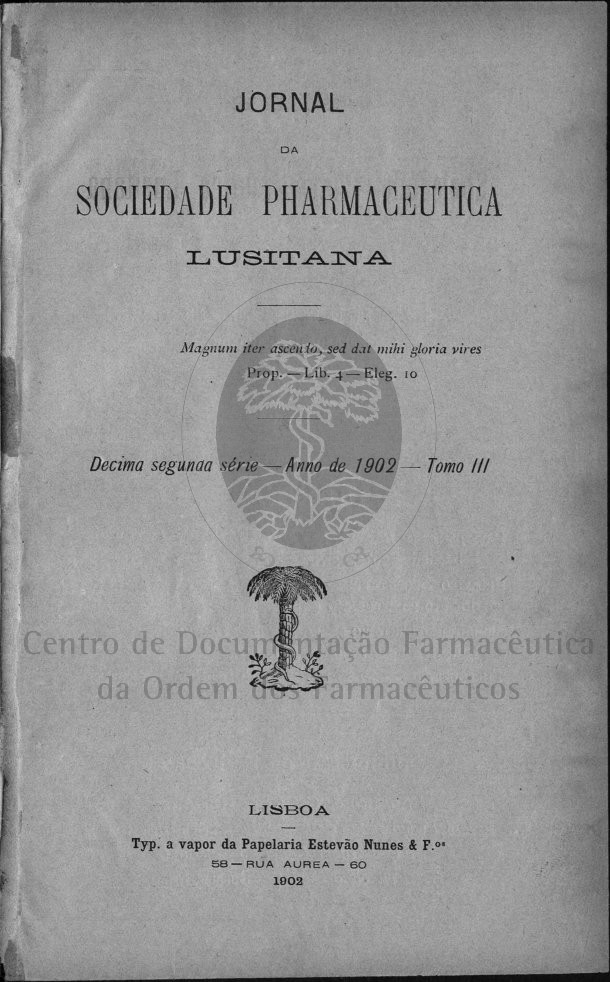 JORNAL
DA
SOCIEDADE PHARMACEUTICA
LUSITANA
Magnum iter ascendo, sed dat mihi gloria vires
Prop. — Lib. 4 — Eleg. 10
Decima segunda série — Anno de 1902 — Tomo III
Centro de Documentação Farmacêutica
da Ordem dos Farmacêuticos
LISBOA
Typ. a vapor da Papelaria Estevão Nunes & F.os
58 — RUA AUREA — 60
1902